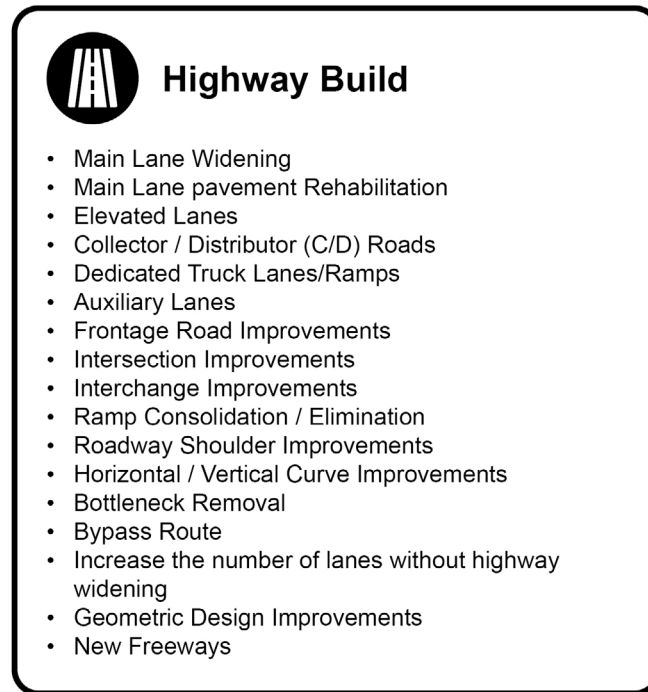 Highway Build
• Main Lane Widening
• Main Lane pavement Rehabilitation
• Elevated Lanes
• Collector / Distributor (C/D) Roads
• Dedicated Truck Lanes/Ramps
• Auxiliary Lanes
• Frontage Road Improvements
• Intersection Improvements
• Interchange Improvements
• Ramp Consolidation / Elimination
• Roadway Shoulder Improvements
• Horizontal / Vertical Curve Improvements
• Bottleneck Removal
• Bypass Route
• Increase the number of lanes without highway
widening
• Geometric Design Improvements
• New Freeways